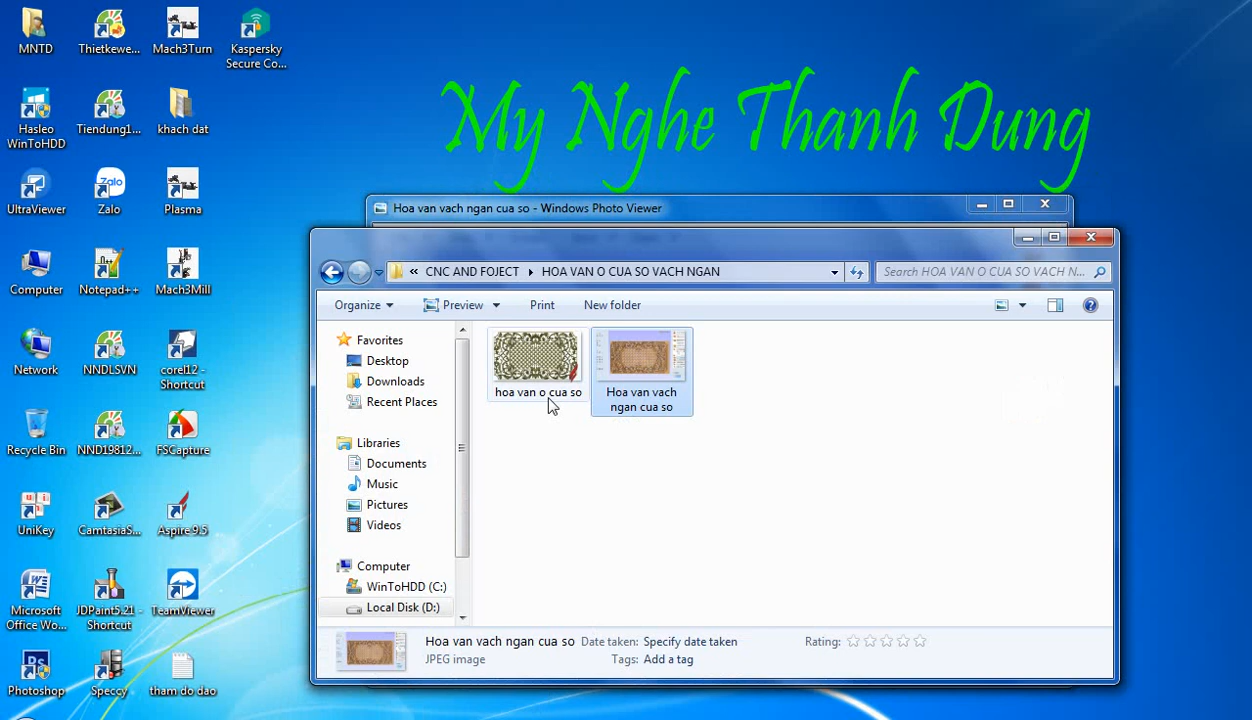 MNTD
Thietkewe...
Mach3Turn
Kaspersky
Secure Co...
Hasleo
WinToHDD
Tiendung1...
khach dat
UltraViewer
Zalo
Zalo
Plasma
Computer
Notepad++
Mach3Mill
Network
NNDLSVN
corel12 -
Shortcut
Recycle Bin
NND19812...
FSCapture
UniKey
CamtasiaS...
Aspire 9.5
Microsoft
Office Wo...
JDPaint5.21 -
Shortcut
TeamViewer
Ps
Photoshop
Speccy
tham do dao
My Nghe Thanh Dung
Hoa van vach ngan cua so - Windows Photo Viewer
« CNC AND FOJECT HOA VAN O CUA SO VACH NGAN
Search HOA VAN O CUA SO VACH N...
Organize Preview Print New folder
Favorites
Desktop
Downloads
Recent Places
Libraries
Documents
Music
Pictures
Videos
Computer
WinToHDD (C:)
Local Disk (D:)
hoa van o cua so
Hoa van vach
ngan cua so
Hoa van vach ngan cua so Date taken: Specify date taken Rating:
JPEG image Tags: Add a tag